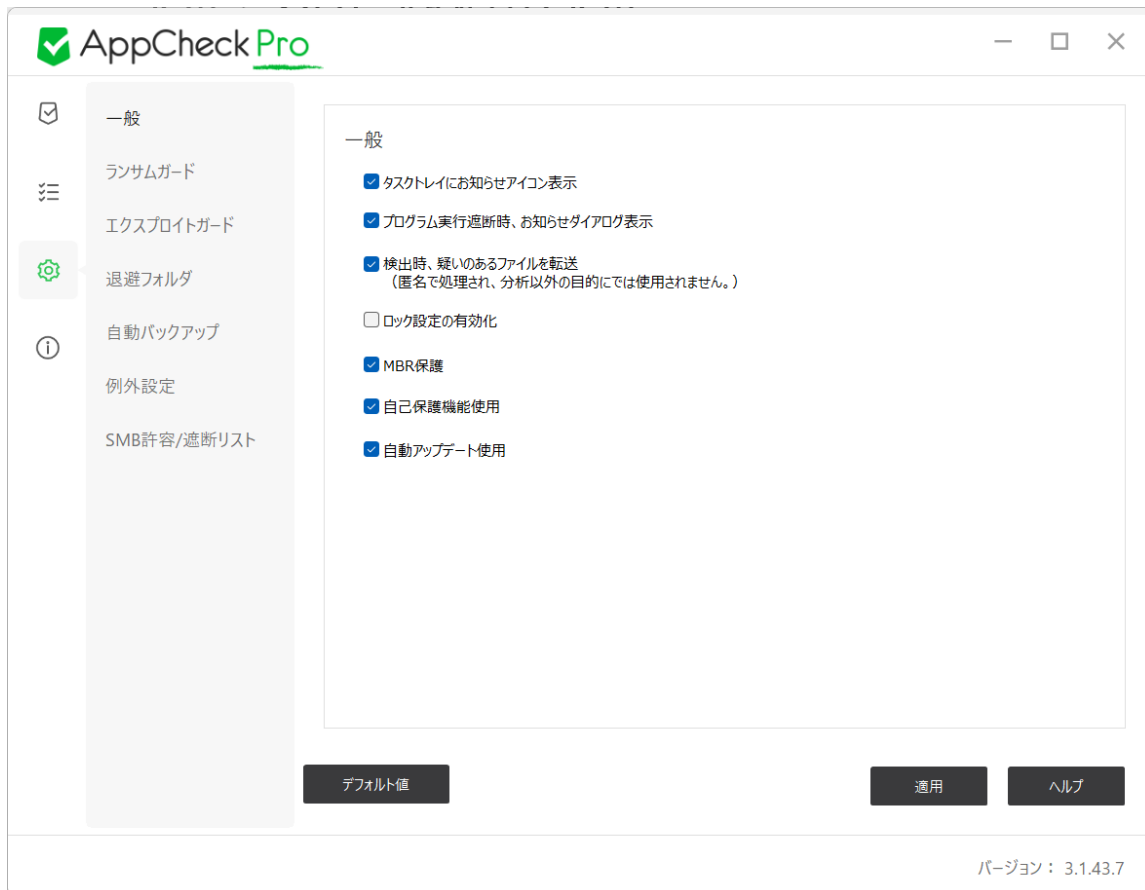 AppCheck Pro
一般
ランサムガード
エクスプロイトガード
退避フォルダ
自動バックアップ
例外設定
SMB許容/遮断リスト
一般
タスクトレイにお知らせアイコン表示
プログラム実行遮断時、お知らせダイアログ表示
検出時、疑いのあるファイルを転送
（匿名で処理され、分析以外の目的にでは使用されません。）
ロック設定の有効化
MBR保護
自己保護機能使用
自動アップデート使用
デフォルト値
適用
ヘルプ
バージョン： 3.1.43.7